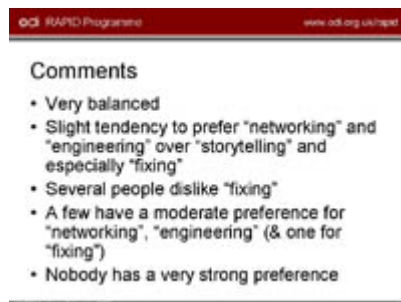 odi RAPID Programme www.odi.org.uk/rapid
Comments
• Very balanced
• Slight tendency to prefer "networking" and
"engineering" over "storytelling" and
especially "fixing"
• Several people dislike "fixing"
• A few have a moderate preference for
"networking", "engineering" (& one for
"fixing")
• Nobody has a very strong preference